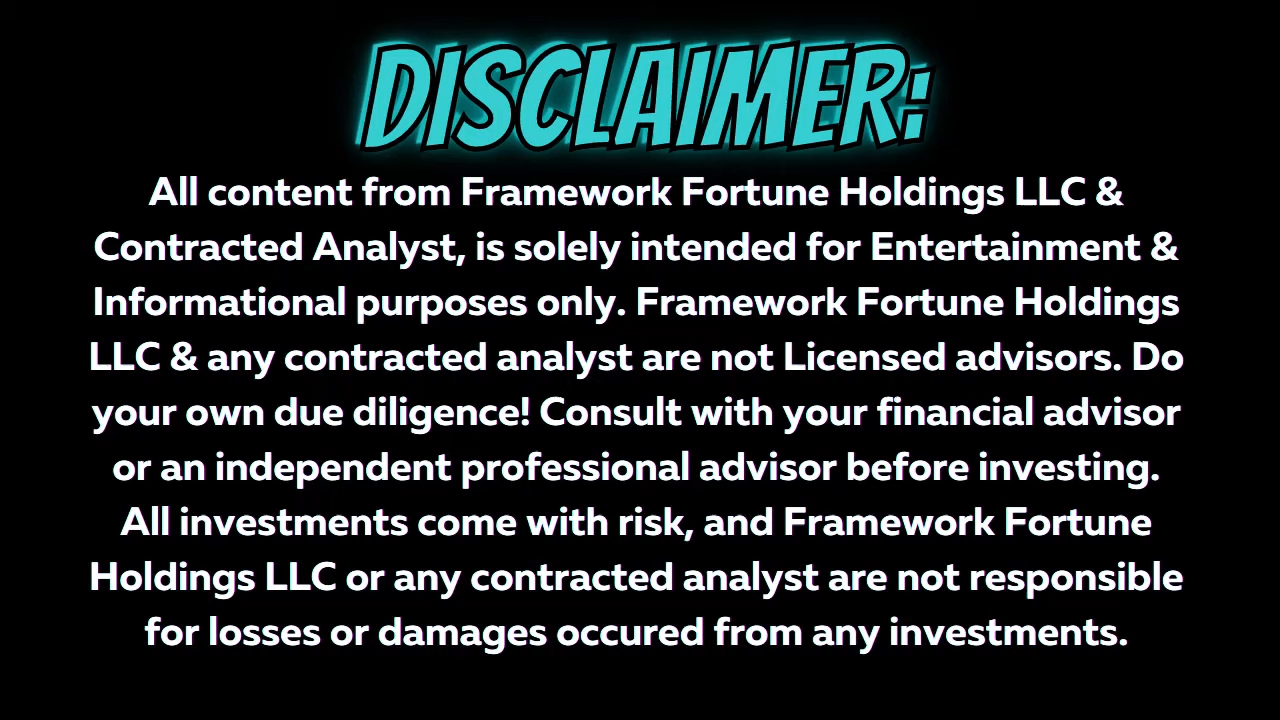 DISCLAIMER:
All content from Framework Fortune Holdings LLC &
Contracted Analyst, is solely intended for Entertainment &
Informational purposes only. Framework Fortune Holdings
LLC & any contracted analyst are not Licensed advisors. Do
your own due diligence! Consult with your financial advisor
or an independent professional advisor before investing.
All investments come with risk, and Framework Fortune
Holdings LLC or any contracted analyst are not responsible
for losses or damages occured from any investments.